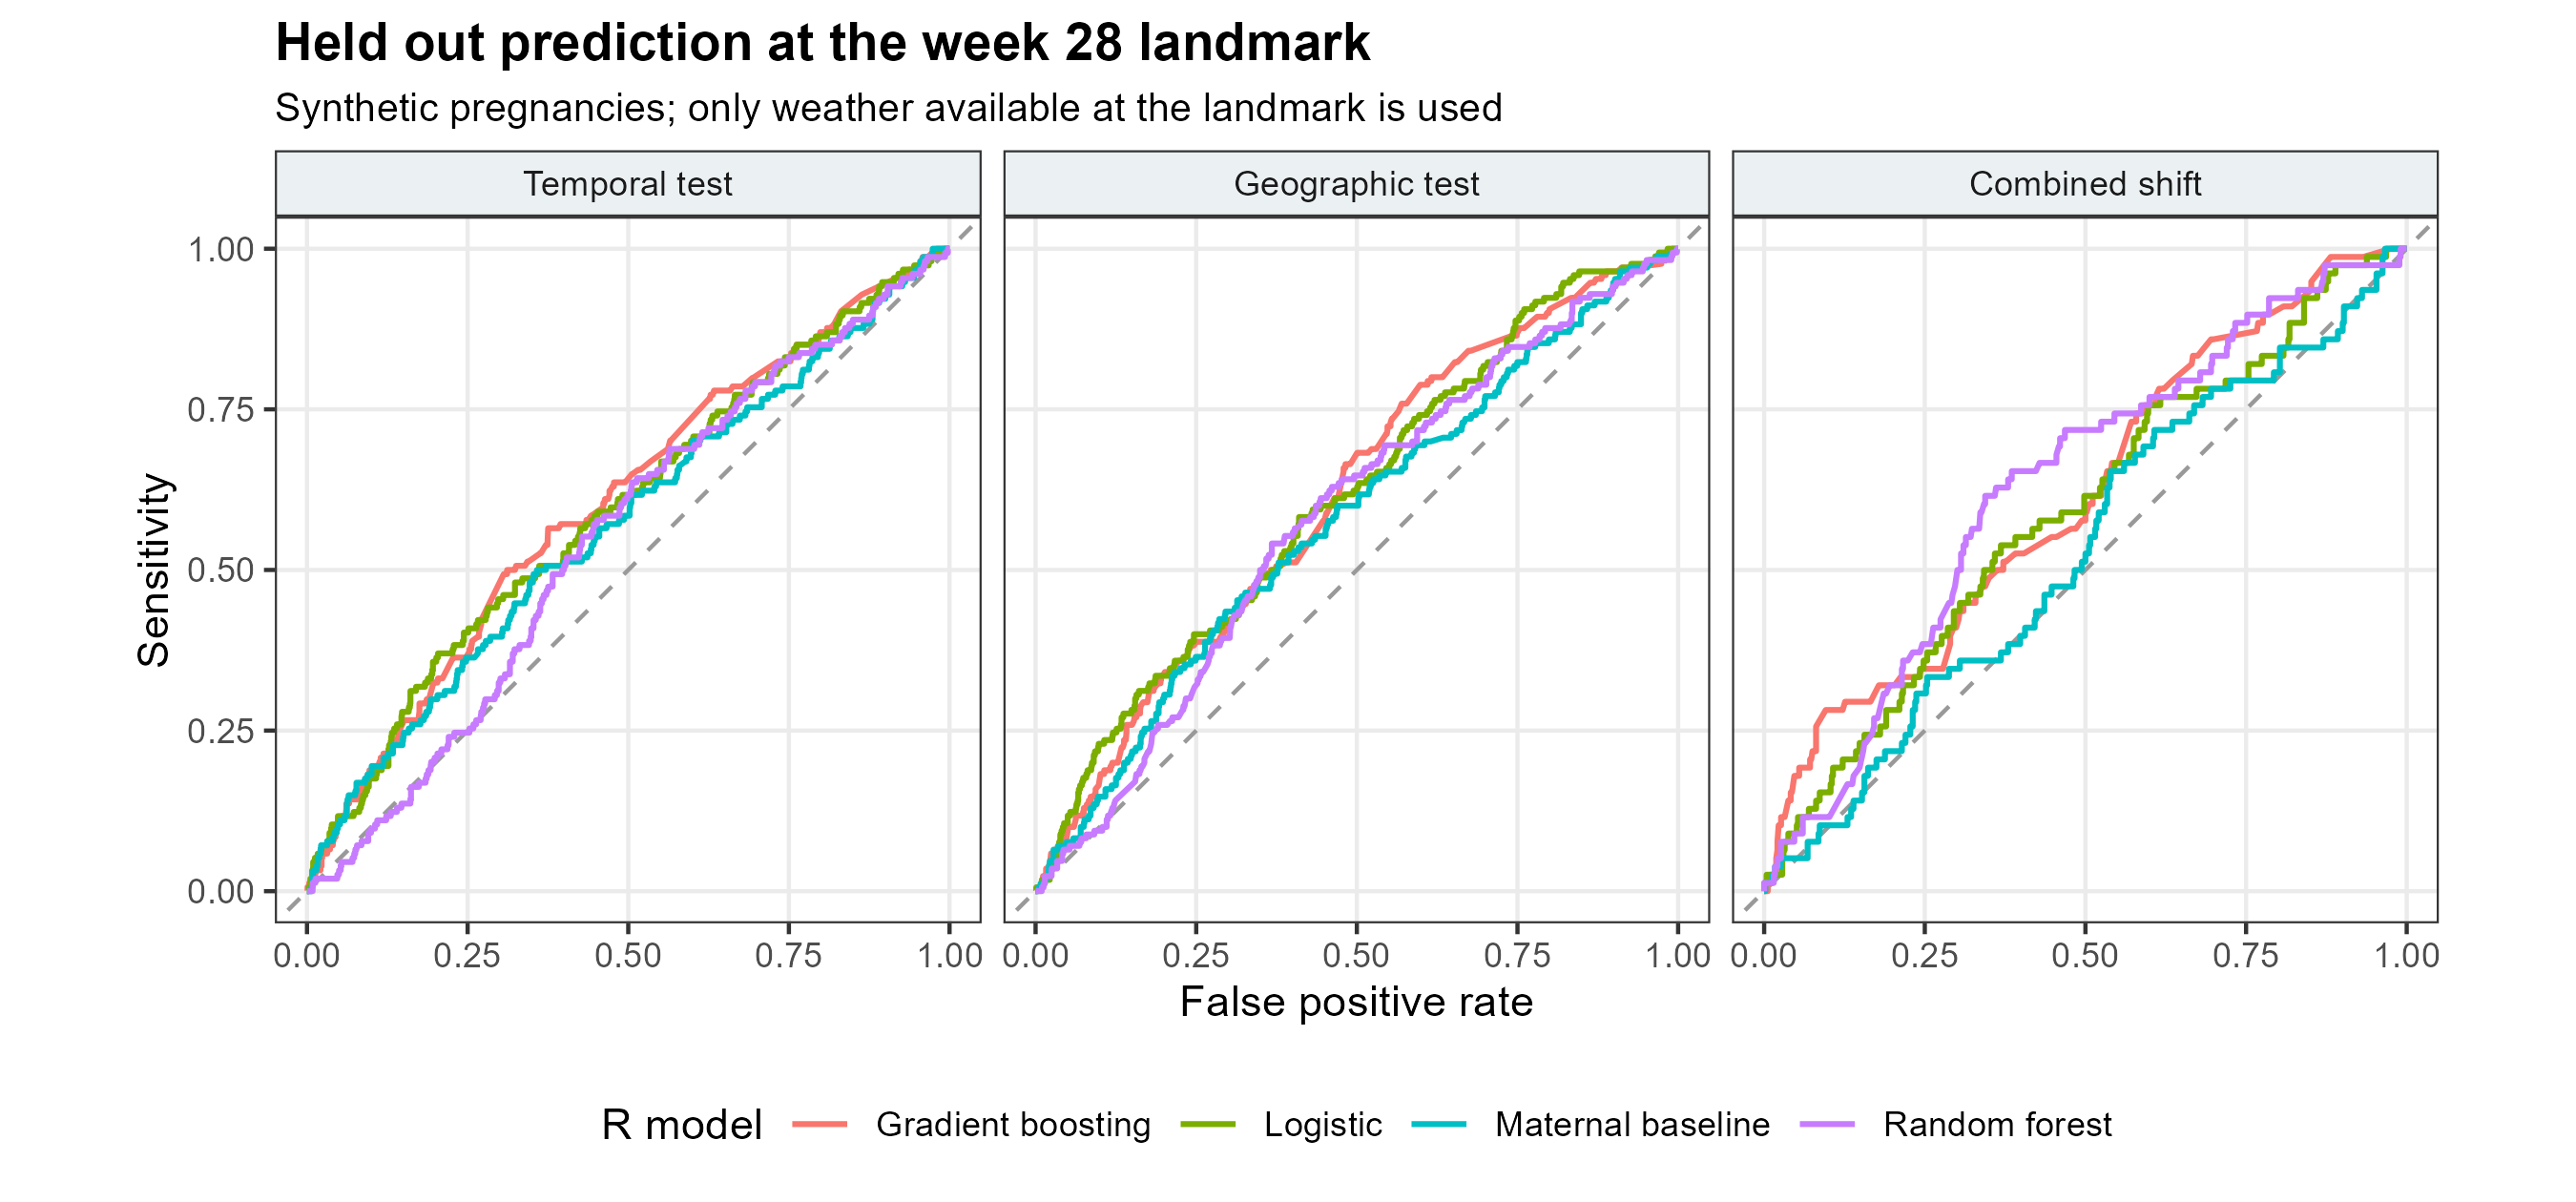 Held out prediction at the week 28 landmark
Synthetic pregnancies; only weather available at the landmark is used
Temporal test Geographic test Combined shift
Sensitivity
1.00
0.75
0.50
0.25
0.00
0.00 0.25 0.50 0.75 1.00 0.00 0.25 0.50 0.75 1.00 0.00 0.25 0.50 0.75 1.00
False positive rate
R model Gradient boosting Logistic Maternal baseline Random forest